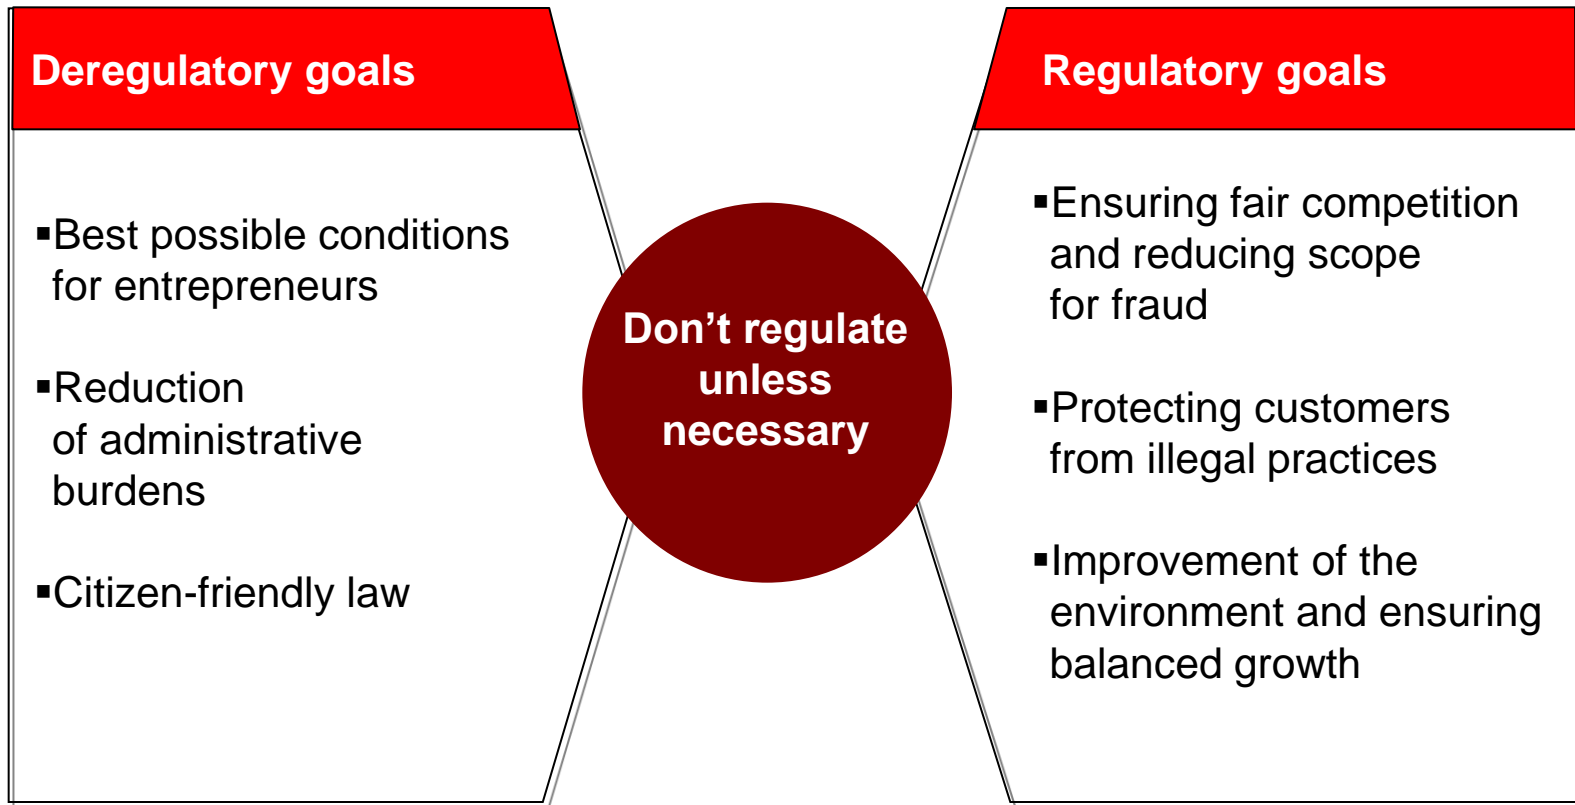 Deregulatory goals
▪Best possible conditions
for entrepreneurs
▪Reduction
of administrative
burdens
▪Citizen-friendly law
Don’t regulate
unless
necessary
Regulatory goals
▪Ensuring fair competition
and reducing scope
for fraud
▪Protecting customers
from illegal practices
▪Improvement of the
environment and ensuring
balanced growth